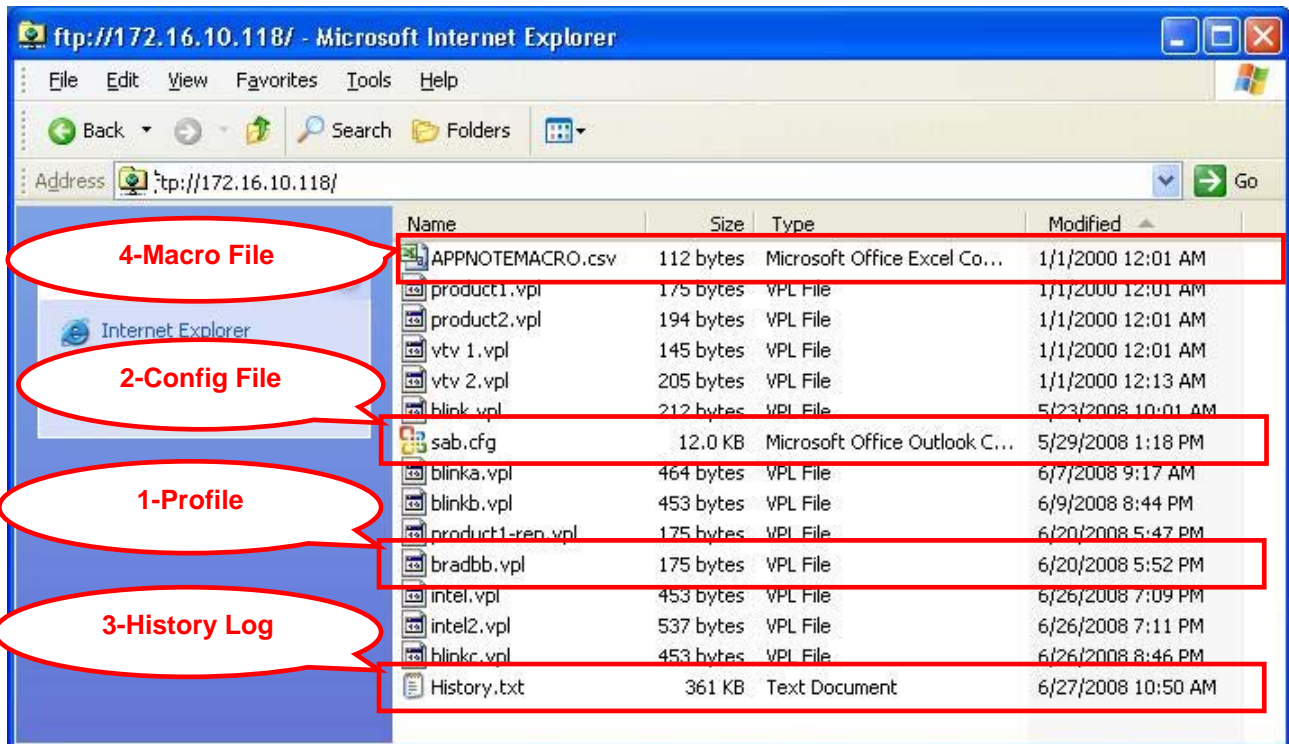 ftp://172.16.10.118/ - Microsoft Internet Explorer
File Edit View Favorites Tools Help
Back Search Folders
Address tp://172.16.10.118/ Go
Name Size Type Modified
4-Macro File
APPNOTEMACRO.csv 112 bytes Microsoft Office Excel Co... 1/1/2000 12:01 AM
product1.vpl 175 bytes VPL File 1/1/2000 12:01 AM
Internet Explorer
product2.vpl 194 bytes VPL File 1/1/2000 12:01 AM
vtv 1.vpl 145 bytes VPL File 1/1/2000 12:01 AM
2-Config File
vtv 2.vpl 205 bytes VPL File 1/1/2000 12:13 AM
blink.vpl 212 bytes VPL File 5/23/2008 10:01 AM
sab.cfg 12.0 KB Microsoft Office Outlook C... 5/29/2008 1:18 PM
blinka.vpl 464 bytes VPL File 6/7/2008 9:17 AM
1-Profile
blinkb.vpl 453 bytes VPL File 6/9/2008 8:44 PM
product1-ren.vpl 175 bytes VPL File 6/20/2008 5:47 PM
bradbb.vpl 175 bytes VPL File 6/20/2008 5:52 PM
intel.vpl 453 bytes VPL File 6/26/2008 7:09 PM
3-History Log
intel2.vpl 537 bytes VPL File 6/26/2008 7:11 PM
blinkc.vpl 453 bytes VPL File 6/26/2008 8:46 PM
History.txt 361 KB Text Document 6/27/2008 10:50 AM